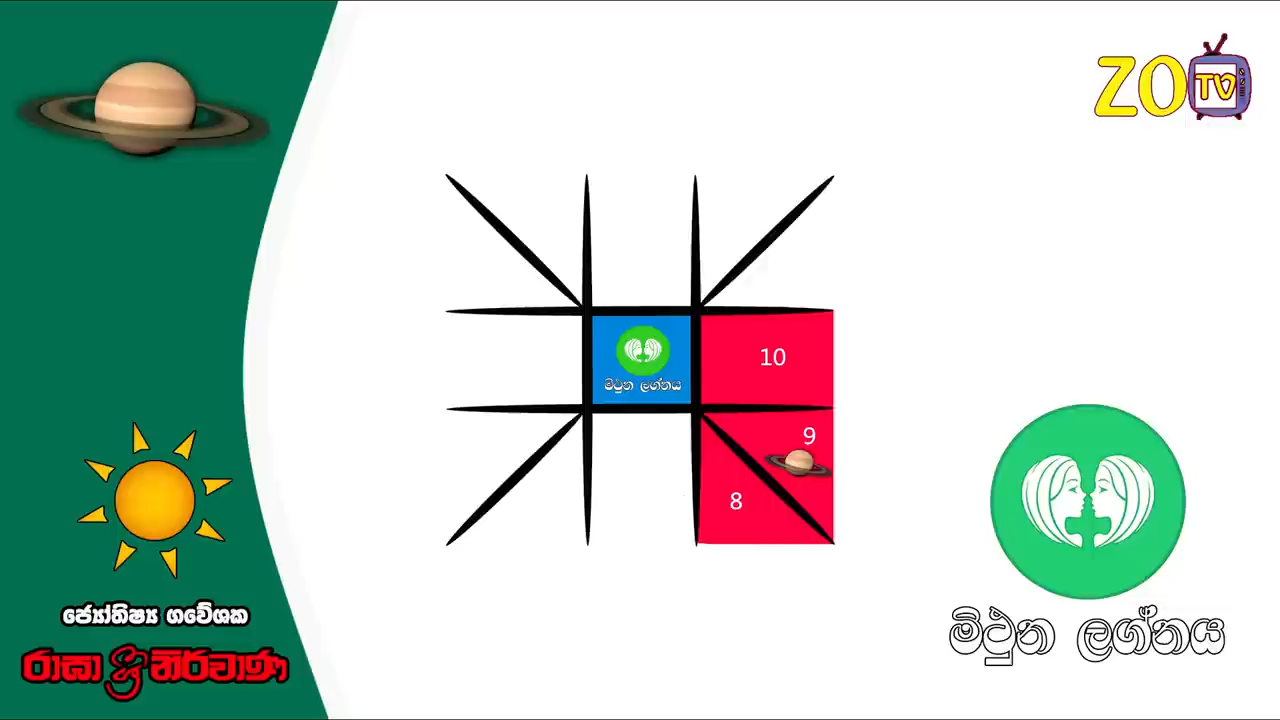 ZO TV
මිථුන ලග්නය
10
9
8
ජ්‍යෝතිෂ්‍ය ගවේශක
රාසා ශ්‍රී නිර්වාණ
මිථුන ලග්නය